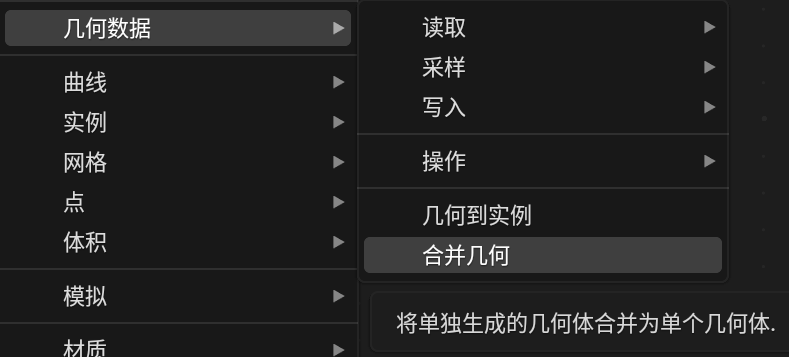 几何数据
曲线
实例
网格
点
体积
模拟
材质
读取
采样
写入
操作
几何到实例
合并几何
将单独生成的几何体合并为单个几何体.